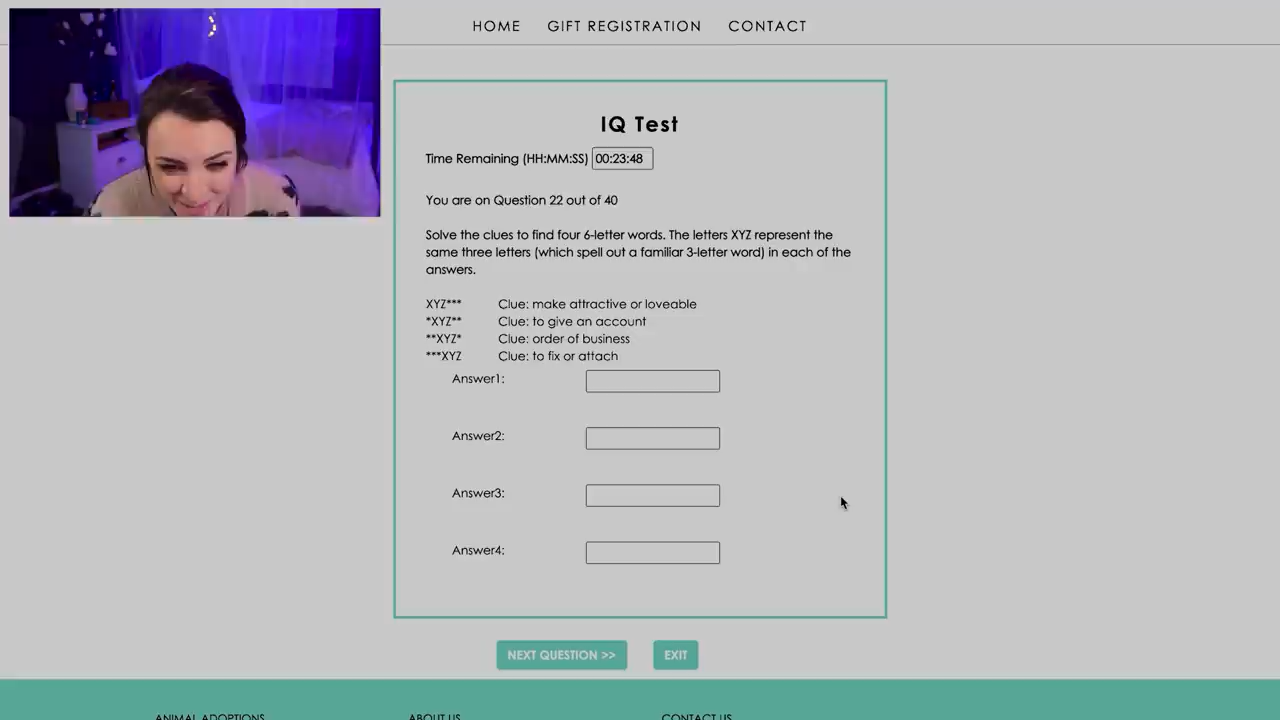 HOME GIFT REGISTRATION CONTACT
IQ Test
Time Remaining (HH:MM:SS) 00:23:48
You are on Question 22 out of 40
Solve the clues to find four 6-letter words. The letters XYZ represent the
same three letters (which spell out a familiar 3-letter word) in each of the
answers.
XYZ*** Clue: make attractive or loveable
*XYZ** Clue: to give an account
**XYZ* Clue: order of business
***XYZ Clue: to fix or attach
Answer1:
Answer2:
Answer3:
Answer4:
NEXT QUESTION >> EXIT
ANIMAL ADOPTIONS ABOUT US CONTACT US